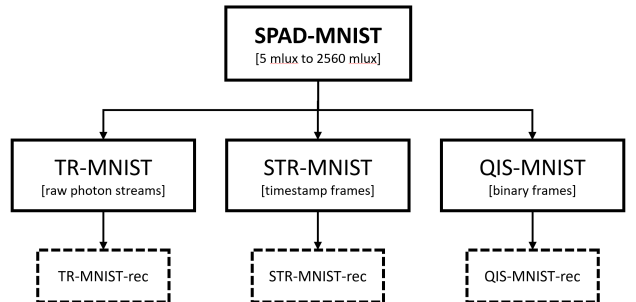 SPAD-MNIST
[5 mlux to 2560 mlux]
TR-MNIST
[raw photon streams]
STR-MNIST
[timestamp frames]
QIS-MNIST
[binary frames]
TR-MNIST-rec
STR-MNIST-rec
QIS-MNIST-rec